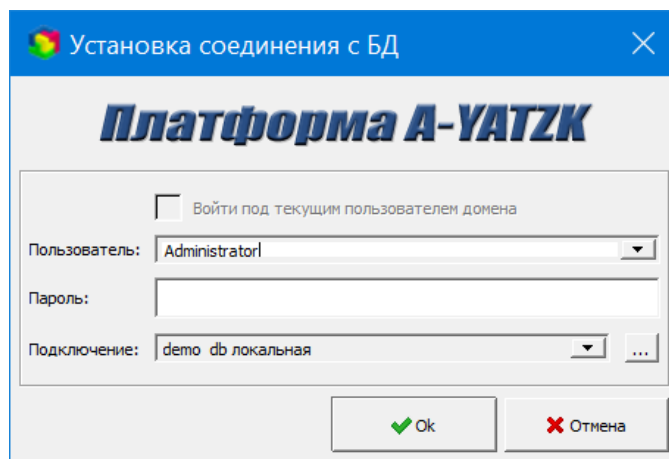 Установка соединения с БД
Платформа A-YATZK
Войти под текущим пользователем домена
Пользователь: Administrator
Пароль:
Подключение: demo db локальная ...
Ok Отмена